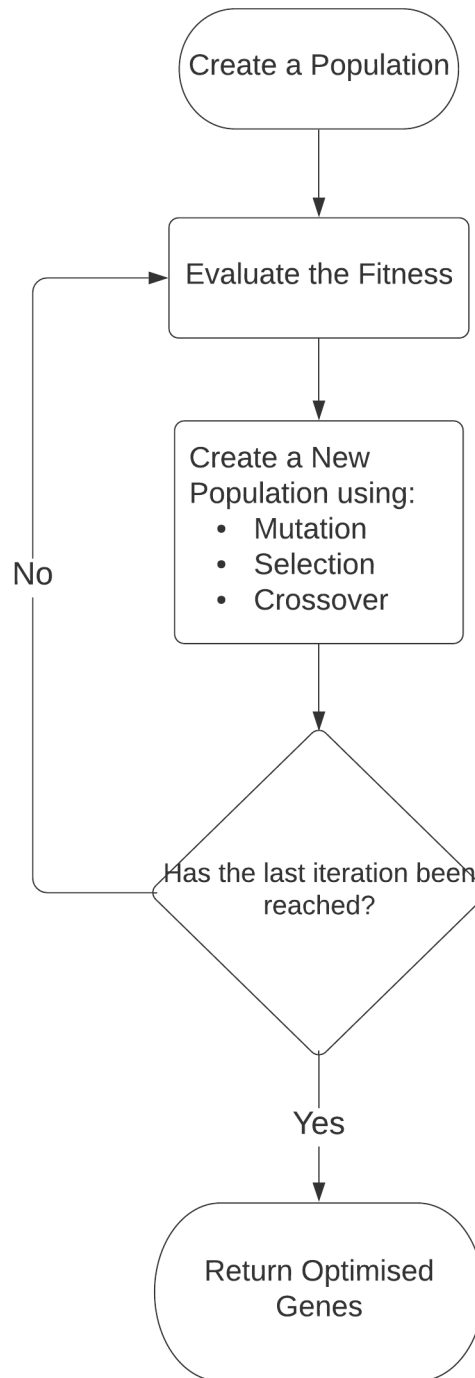 Create a Population
Evaluate the Fitness
Create a New
Population using:
• Mutation
• Selection
• Crossover
No
Has the last iteration been
reached?
Yes
Return Optimised
Genes